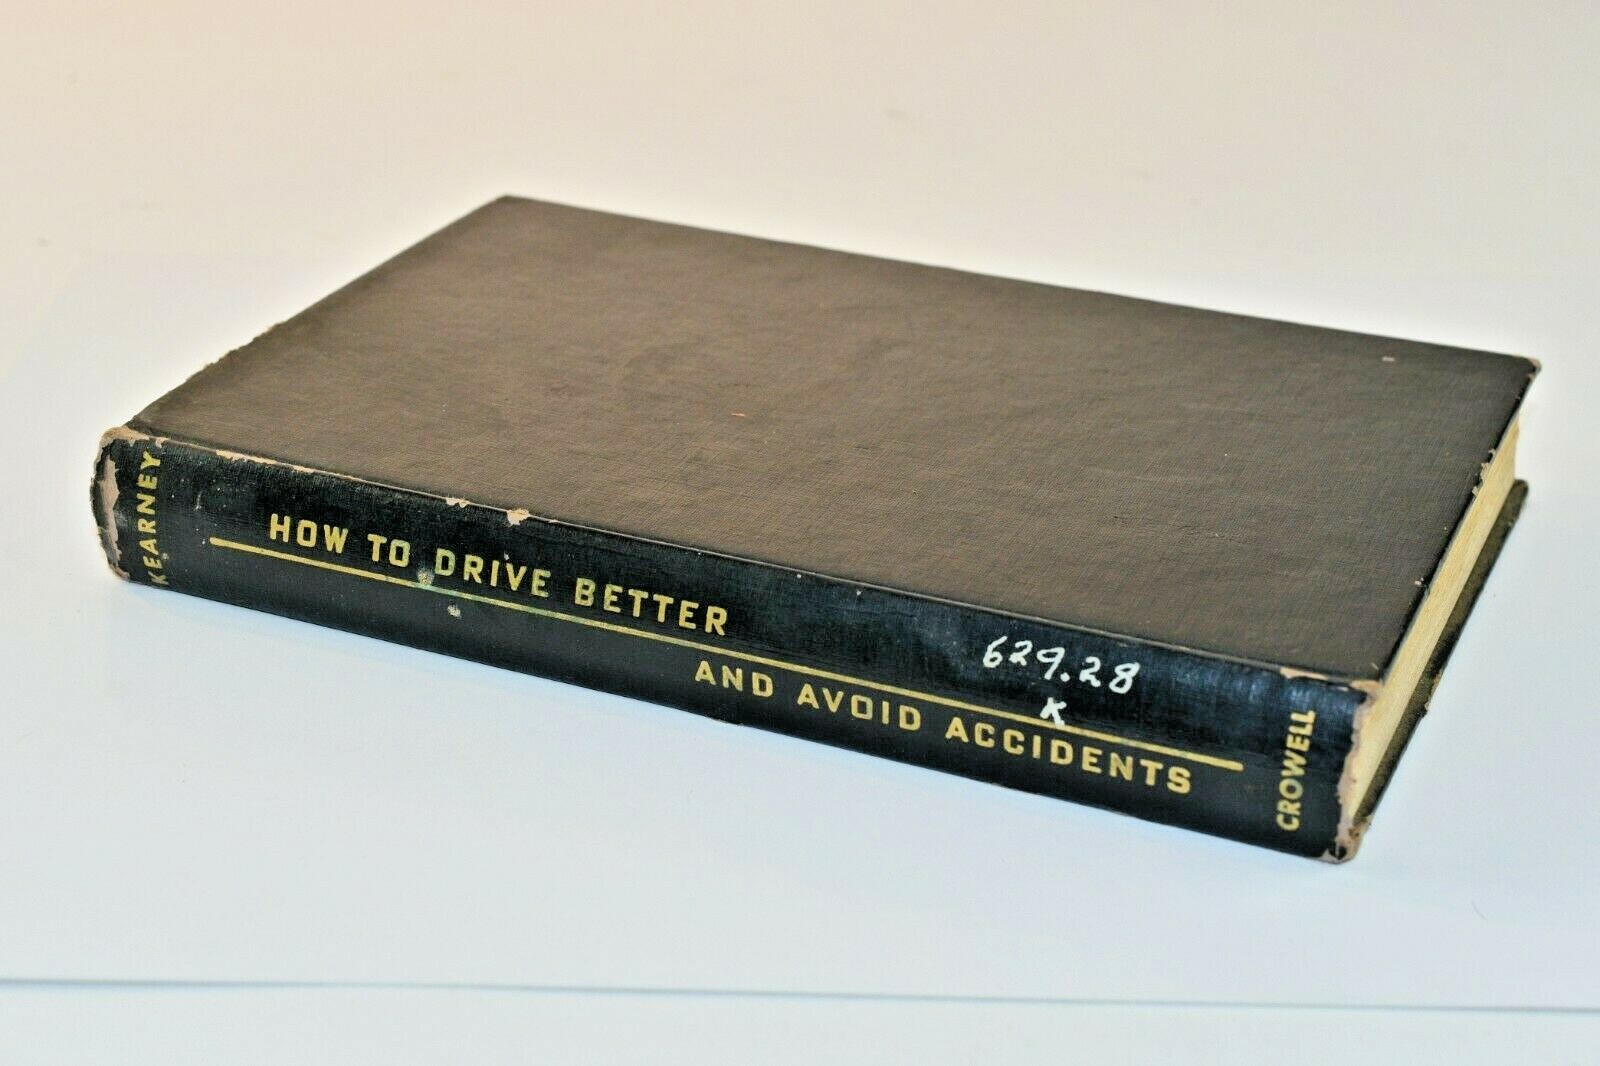 KEARNEY
HOW TO DRIVE BETTER
AND AVOID ACCIDENTS
629.28
K
CROWELL